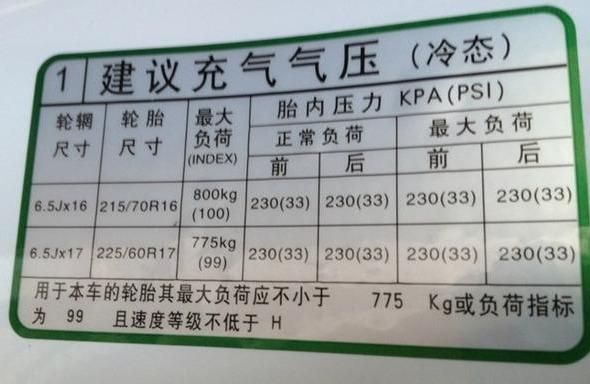 1 建议充气气压（冷态）
轮辋尺寸 轮胎尺寸 最大负荷(INDEX) 胎内压力 KPA(PSI)
正常负荷 最大负荷
前 后 前 后
6.5Jx16 215/70R16 800kg (100) 230(33) 230(33) 230(33) 230(33)
6.5Jx17 225/60R17 775kg (99) 230(33) 230(33) 230(33) 230(33)
用于本车的轮胎其最大负荷应不小于 775 Kg或负荷指标
为 99 且速度等级不低于 H